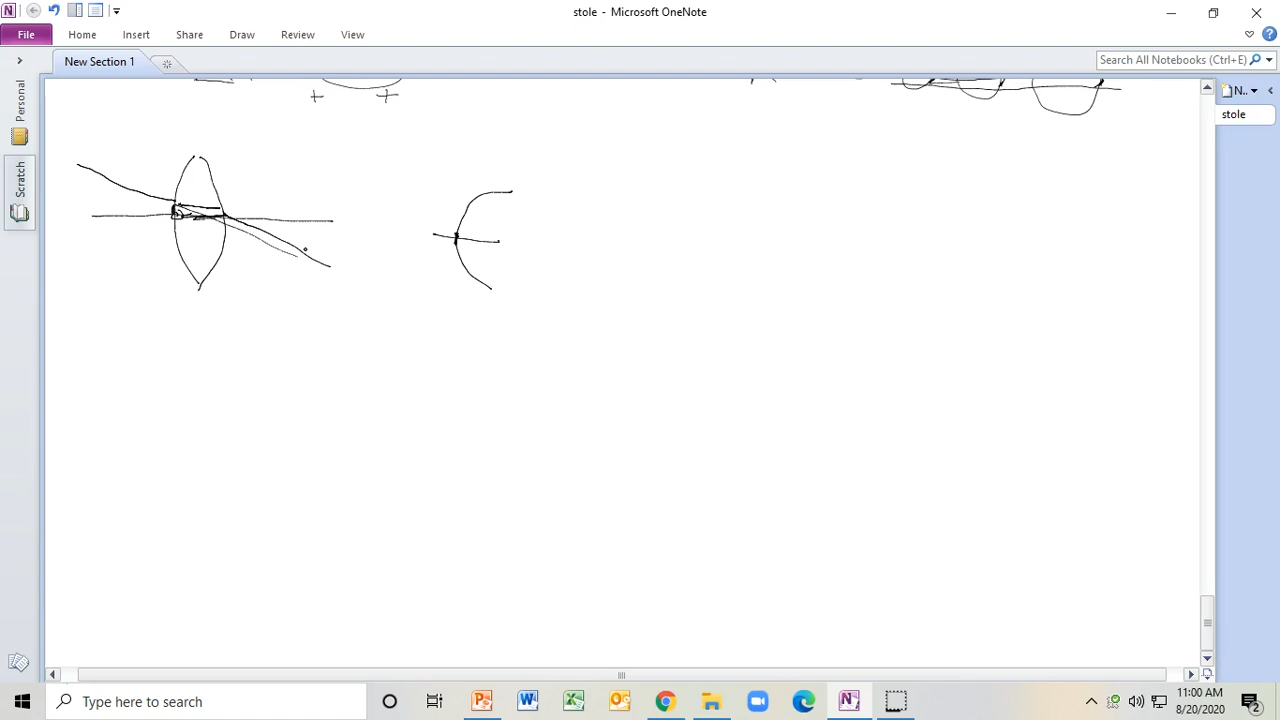 stole - Microsoft OneNote
File Home Insert Share Draw Review View
New Section 1
Search All Notebooks (Ctrl+E)
Personal
Scratch
N..
stole
+ +
Type here to search
11:00 AM
8/20/2020
2